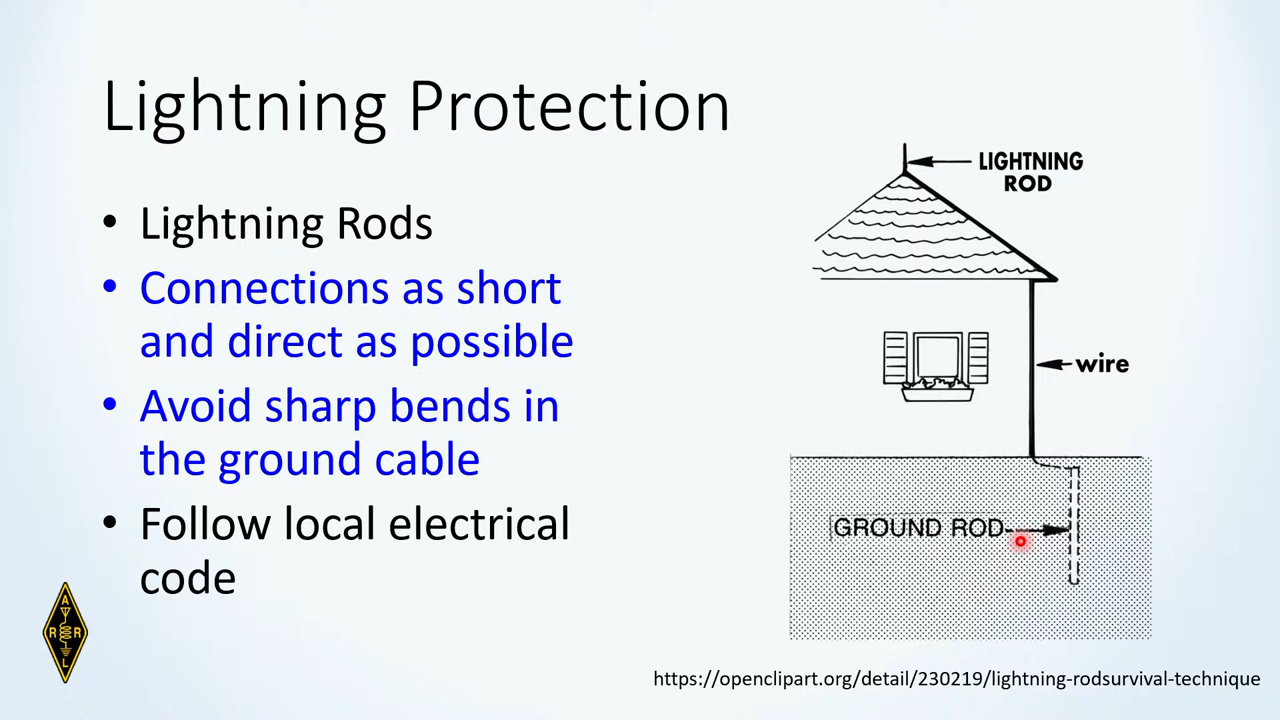 Lightning Protection
• Lightning Rods
• Connections as short
and direct as possible
• Avoid sharp bends in
the ground cable
• Follow local electrical
code
LIGHTNING
ROD
wire
GROUND ROD
A
R R
L
https://openclipart.org/detail/230219/lightning-rodsurvival-technique